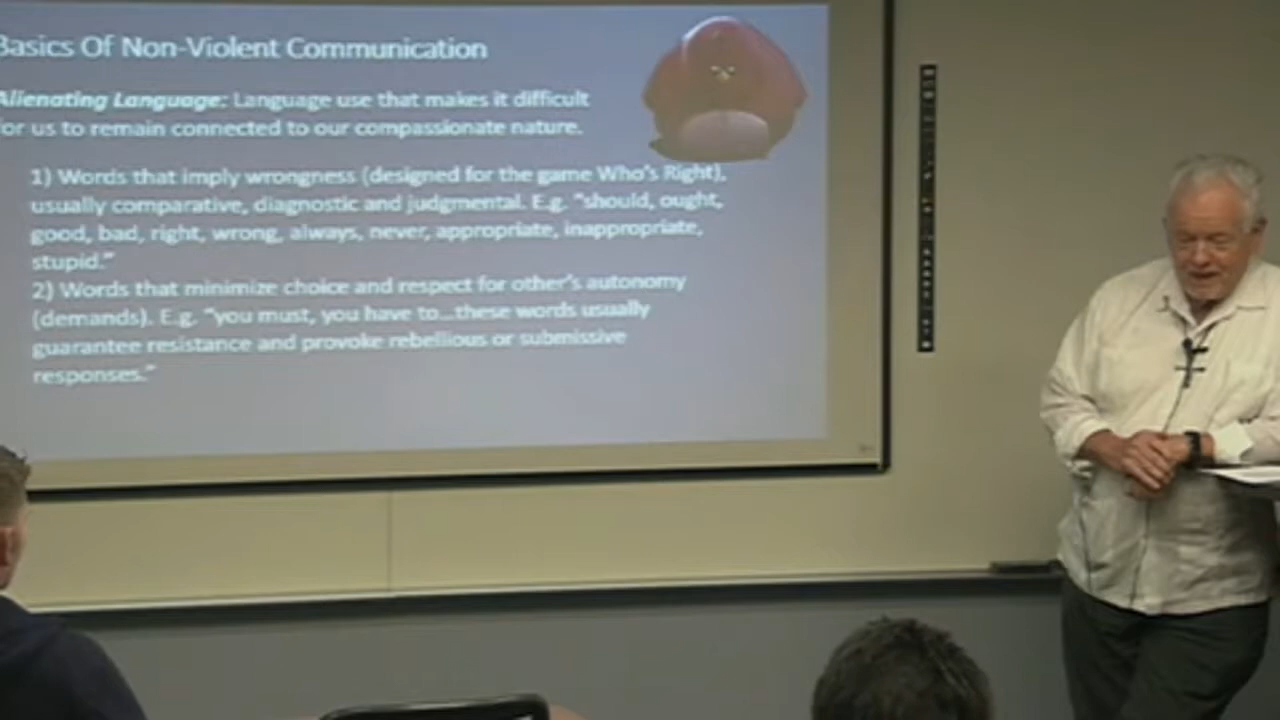 Basics Of Non-Violent Communication
Alienating Language: Language use that makes it difficult
for us to remain connected to our compassionate nature.
1) Words that imply wrongness (designed for the game Who's Right),
usually comparative, diagnostic and judgmental. E.g. "should, ought,
good, bad, right, wrong, always, never, appropriate, inappropriate,
stupid."
2) Words that minimize choice and respect for other's autonomy
(demands). E.g. "you must, you have to...these words usually
guarantee resistance and provoke rebellious or submissive
responses."